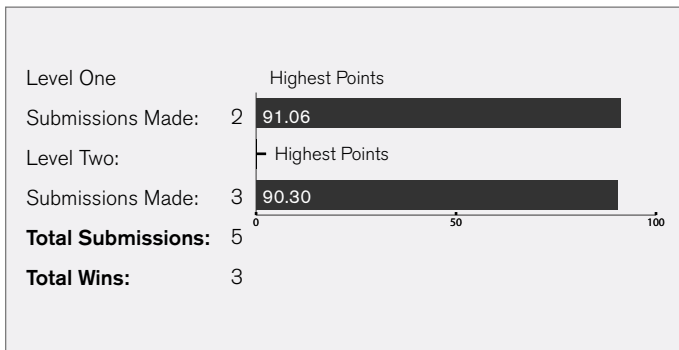 Level One Highest Points
Submissions Made: 2 91.06
Level Two: Highest Points
Submissions Made: 3 90.30
0 50 100
Total Submissions: 5
Total Wins: 3